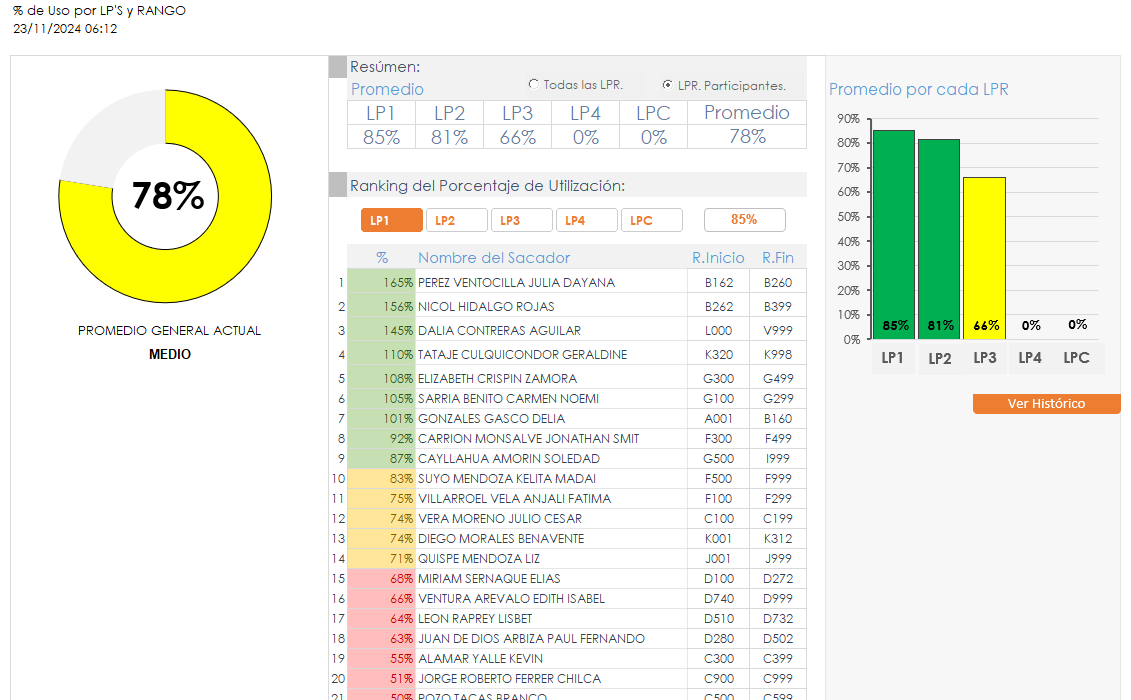 % de Uso por LP'S y RANGO
23/11/2024 06:12
78%
PROMEDIO GENERAL ACTUAL
MEDIO
Resúmen:
Promedio
Todas las LPR.
LPR. Participantes.
LP1 LP2 LP3 LP4 LPC Promedio
85% 81% 66% 0% 0% 78%
Ranking del Porcentaje de Utilización:
LP1 LP2 LP3 LP4 LPC 85%
% Nombre del Sacador R.Inicio R.Fin
1 165% PEREZ VENTOCILLA JULIA DAYANA B162 B260
2 156% NICOL HIDALGO ROJAS B262 B399
3 145% DALIA CONTRERAS AGUILAR L000 V999
4 110% TATAJE CULQUICONDOR GERALDINE K320 K998
5 108% ELIZABETH CRISPIN ZAMORA G300 G499
6 105% SARRIA BENITO CARMEN NOEMI G100 G299
7 101% GONZALES GASCO DELIA A001 B160
8 92% CARRION MONSALVE JONATHAN SMIT F300 F499
9 87% CAYLLAHUA AMORIN SOLEDAD G500 I999
10 83% SUYO MENDOZA KELITA MADAI F500 F999
11 75% VILLARROEL VELA ANJALI FATIMA F100 F299
12 74% VERA MORENO JULIO CESAR C100 C199
13 74% DIEGO MORALES BENAVENTE K001 K312
14 71% QUISPE MENDOZA LIZ J001 J999
15 68% MIRIAM SERNAQUE ELIAS D100 D272
16 66% VENTURA AREVALO EDITH ISABEL D740 D999
17 64% LEON RAPREY LISBET D510 D732
18 63% JUAN DE DIOS ARBIZA PAUL FERNANDO D280 D502
19 55% ALAMAR YALLE KEVIN C300 C399
20 51% JORGE ROBERTO FERRER CHILCA C900 C999
21 50% POZO TACAS BRANCO C500 C599
Promedio por cada LPR
90%
80%
70%
60%
50%
40%
30%
20%
10%
0%
85% 81% 66% 0% 0%
LP1 LP2 LP3 LP4 LPC
Ver Histórico